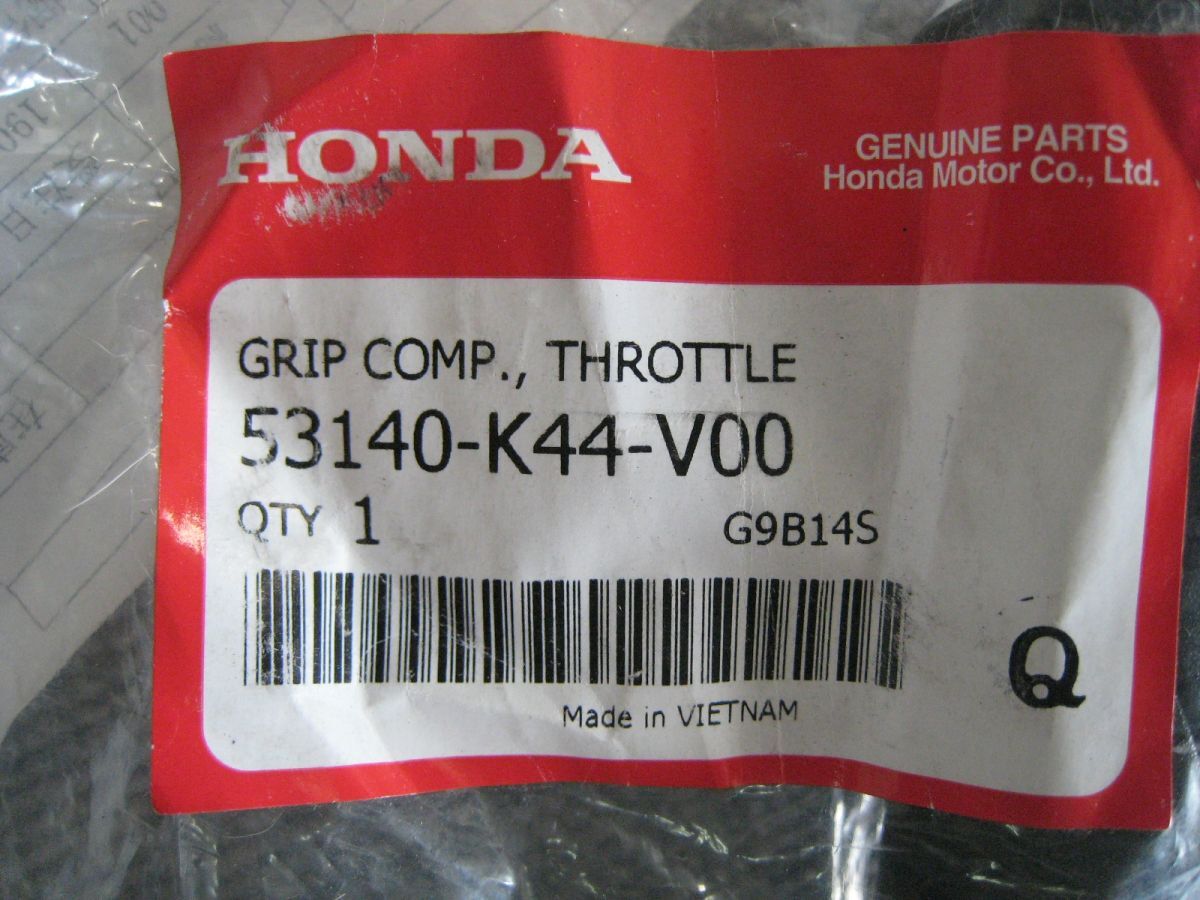 HONDA
GENUINE PARTS
Honda Motor Co., Ltd.
GRIP COMP., THROTTLE
53140-K44-V00
QTY 1 G9B14S
Made in VIETNAM
Q